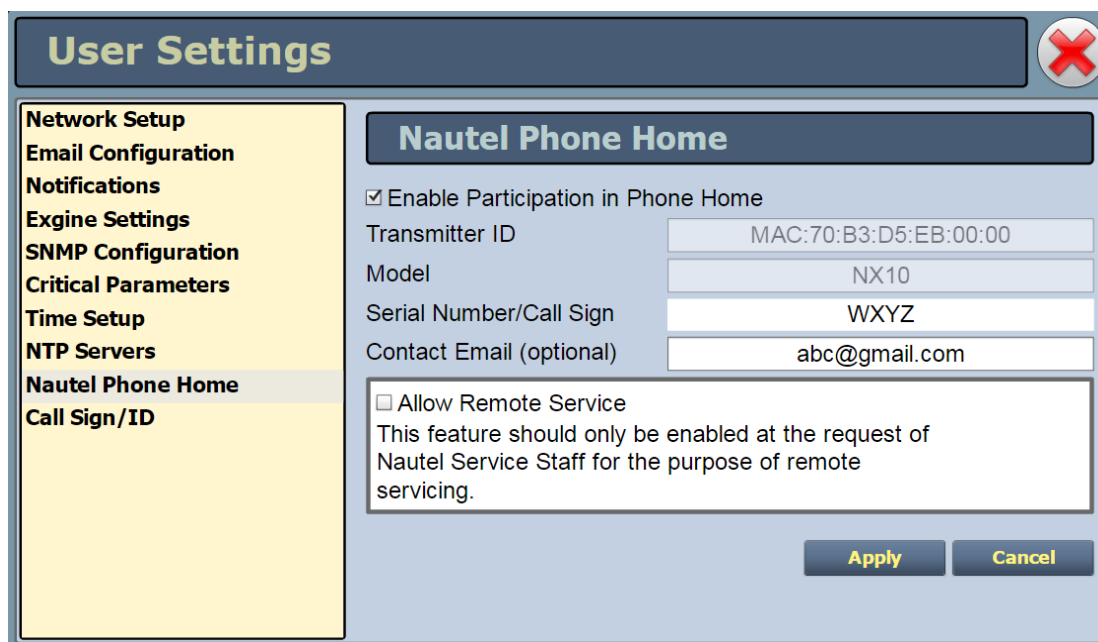 User Settings
Network Setup
Email Configuration
Notifications
Exgine Settings
SNMP Configuration
Critical Parameters
Time Setup
NTP Servers
Nautel Phone Home
Call Sign/ID
Nautel Phone Home
Enable Participation in Phone Home
Transmitter ID MAC:70:B3:D5:EB:00:00
Model NX10
Serial Number/Call Sign WXYZ
Contact Email (optional) abc@gmail.com
Allow Remote Service
This feature should only be enabled at the request of
Nautel Service Staff for the purpose of remote
servicing.
Apply Cancel